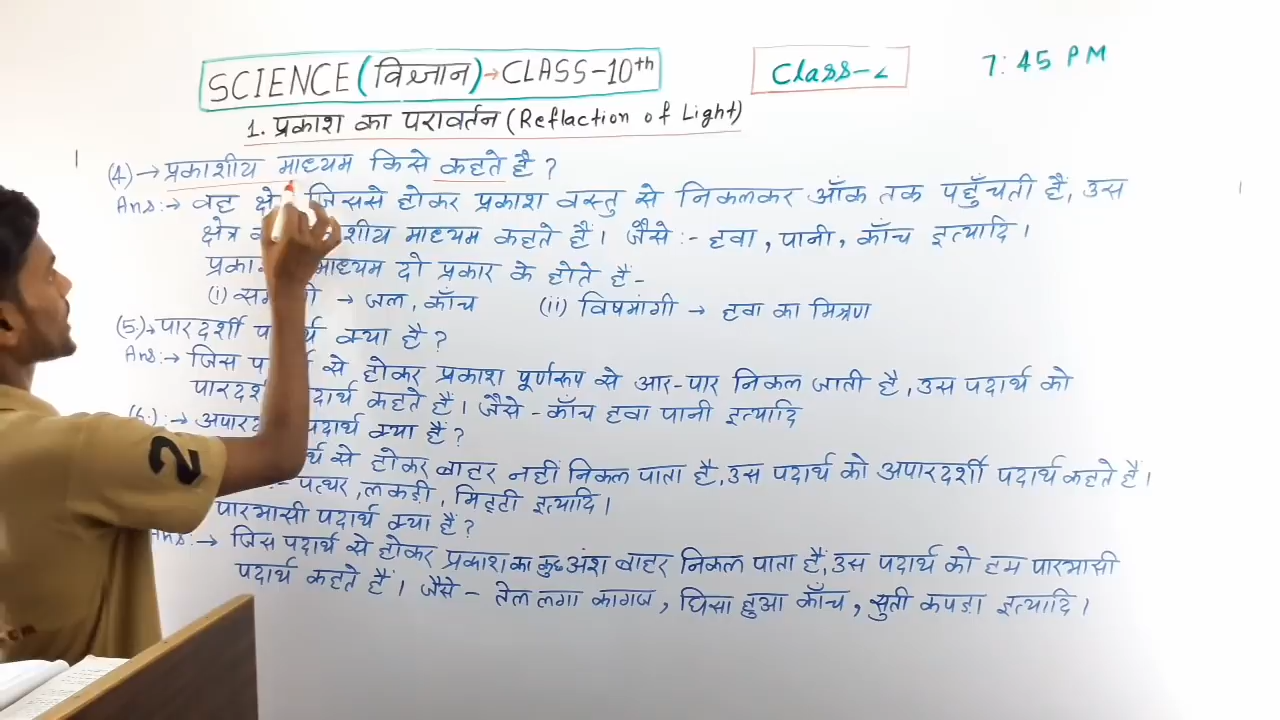 SCIENCE (विज्ञान) → CLASS-10th
Class-2
7:45 PM
1. प्रकाश का परावर्तन (Reflaction of Light)
(4) → प्रकाशीय माध्यम किसे कहते है ?
Ans:→ वह जिससे होकर प्रकाश वस्तु से निकलकर आँक तक पहुँचती हैं, उस
क्षेत्र माध्यम कहते हैं। जैसे:- हवा, पानी, काँच इत्यादि।
माध्यम दो प्रकार के होते हैं-
(i) → जल, काँच (ii) विषमांगी → हवा का मिश्रण
(5)→ पारदर्शी क्या है ?
Ans:→ जिस से होकर प्रकाश पूर्णरूप से आर-पार निकल जाती है, उस पदार्थ को
कहते हैं। जैसे - काँच हवा पानी इत्यादि
(6):→ पदार्थ क्या हैं ?
से होकर बाहर नहीं निकल पाता है, उस पदार्थ को अपारदर्शी पदार्थ कहते हैं।
:- पत्थर, लकड़ी, मिट्टी इत्यादि।
पारभासी पदार्थ क्या हैं ?
Ans:→ जिस पदार्थ से होकर प्रकाश का कुछ अंश बाहर निकल पाता हैं, उस पदार्थ को हम पारभासी
पदार्थ कहते हैं। जैसे - तेल लगा कागज, घिसा हुआ काँच, सुती कपड़ा इत्यादि।
2